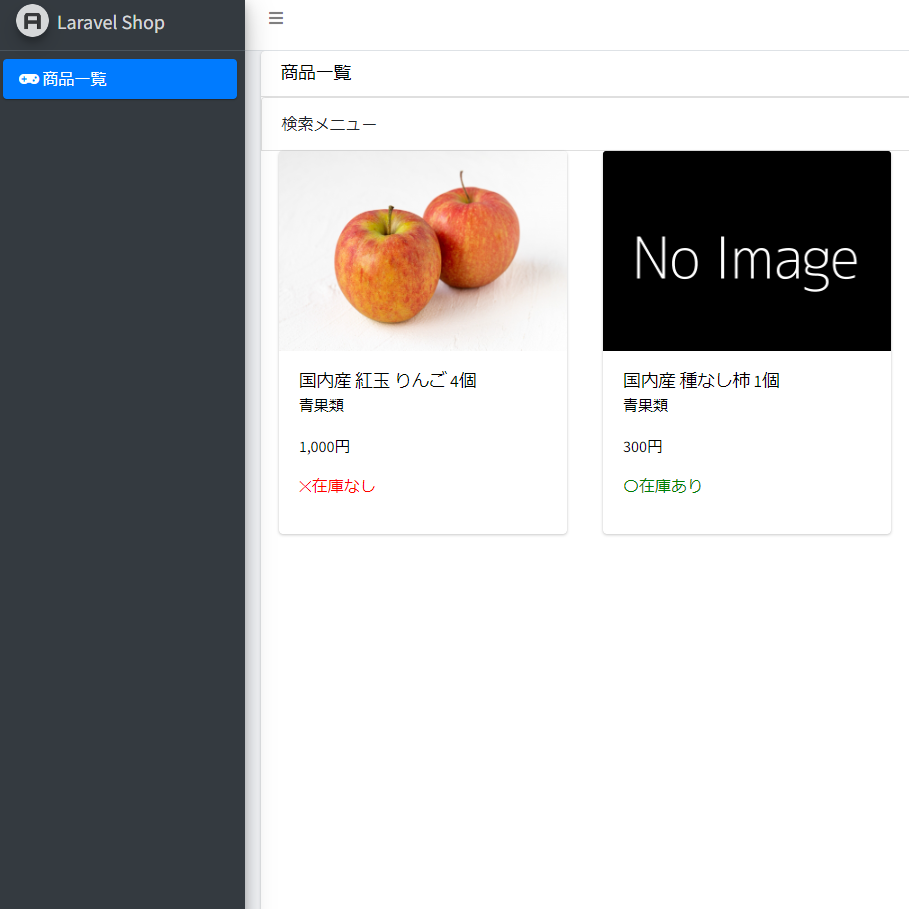 Laravel Shop
商品一覧
商品一覧
検索メニュー
No Image
国内産 紅玉 りんご 4個
青果類
1,000円
×在庫なし
国内産 種なし柿 1個
青果類
300円
〇在庫あり